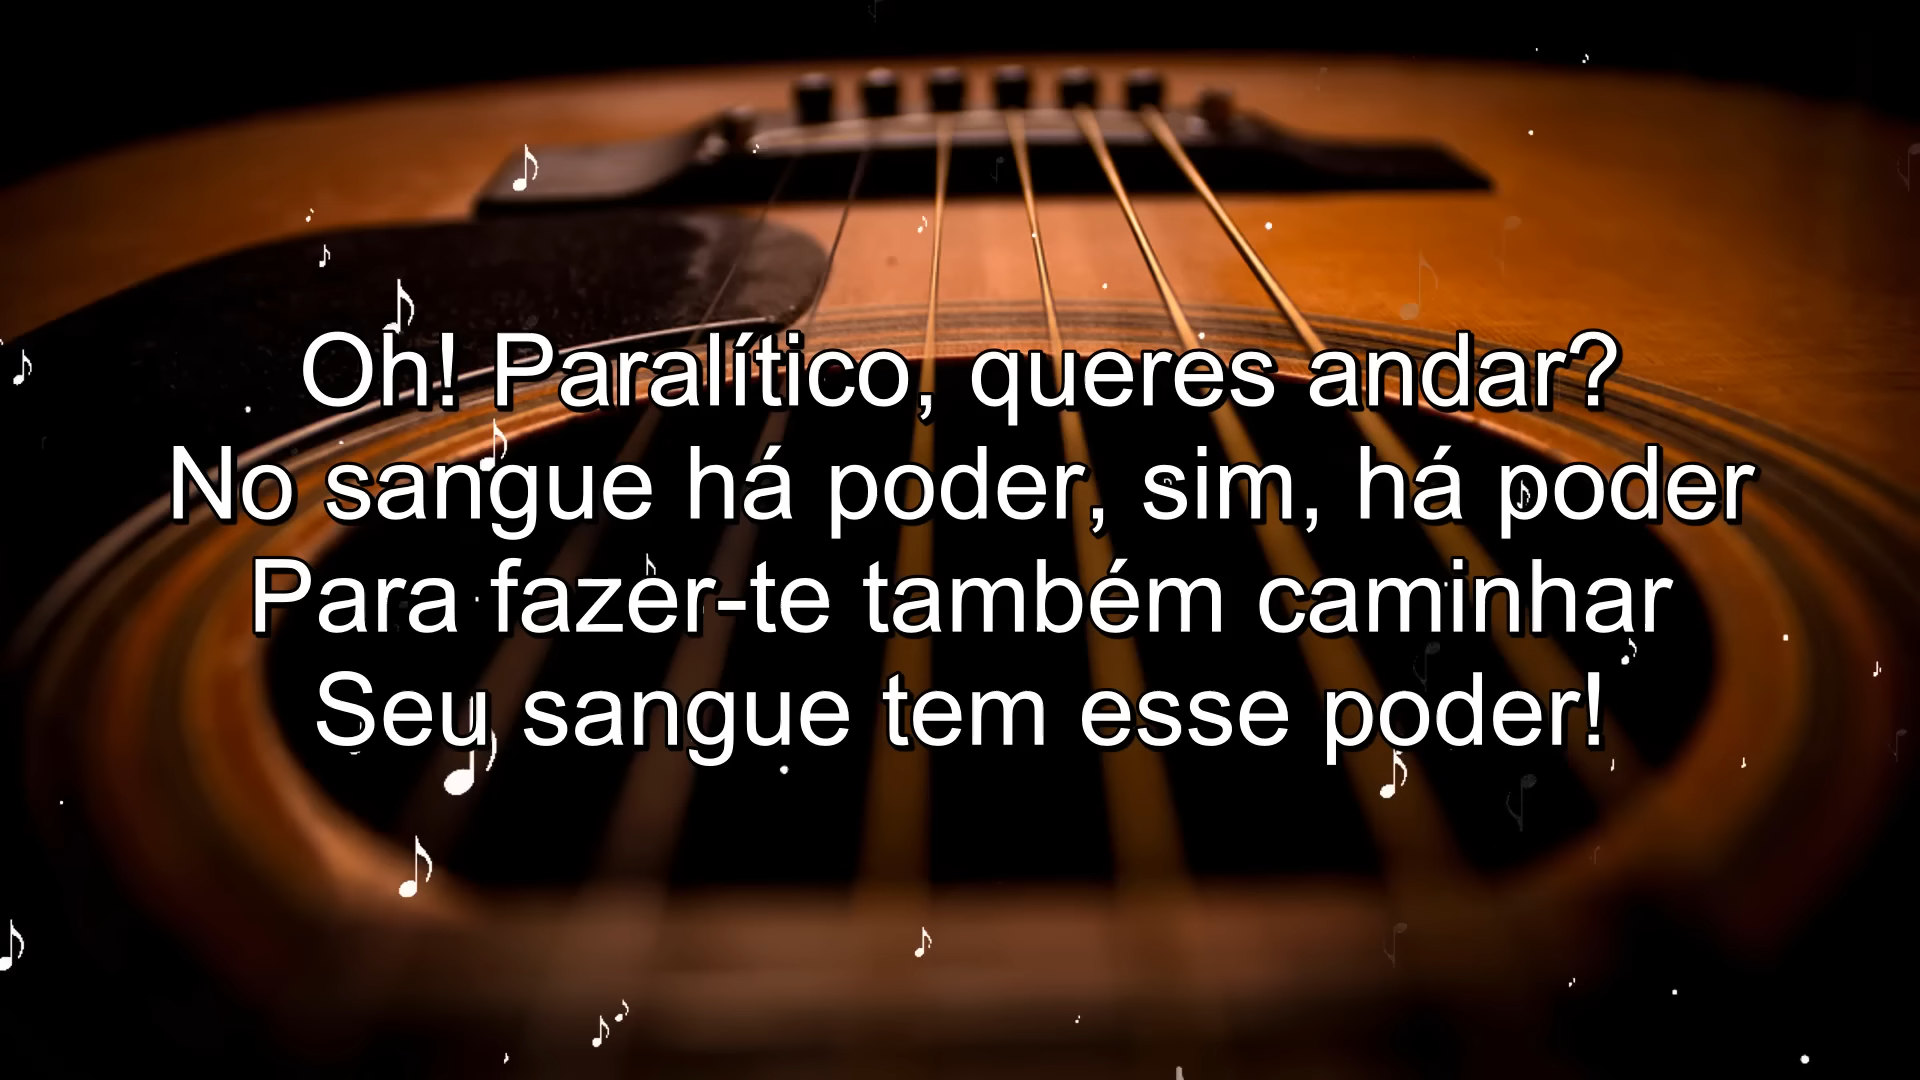 Oh! Paralítico, queres andar?
No sangue há poder, sim, há poder
Para fazer-te também caminhar
Seu sangue tem esse poder!